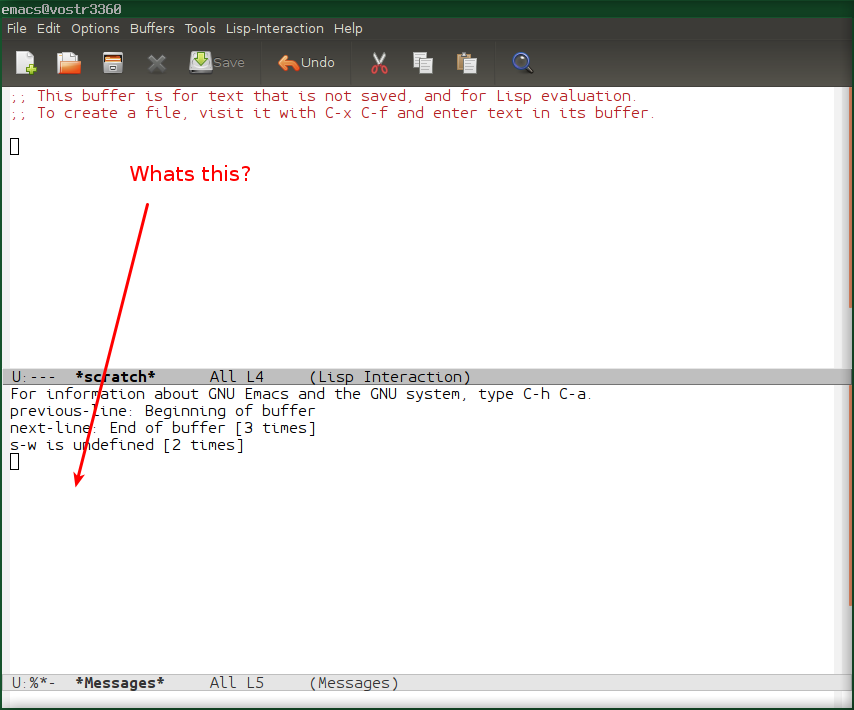 emacs@vostr3360
File Edit Options Buffers Tools Lisp-Interaction Help
Save Undo
;; This buffer is for text that is not saved, and for Lisp evaluation.
;; To create a file, visit it with C-x C-f and enter text in its buffer.
Whats this?
U:--- *scratch* All L4 (Lisp Interaction)
For information about GNU Emacs and the GNU system, type C-h C-a.
previous-line: Beginning of buffer
next-line: End of buffer [3 times]
s-w is undefined [2 times]
U:%*- *Messages* All L5 (Messages)